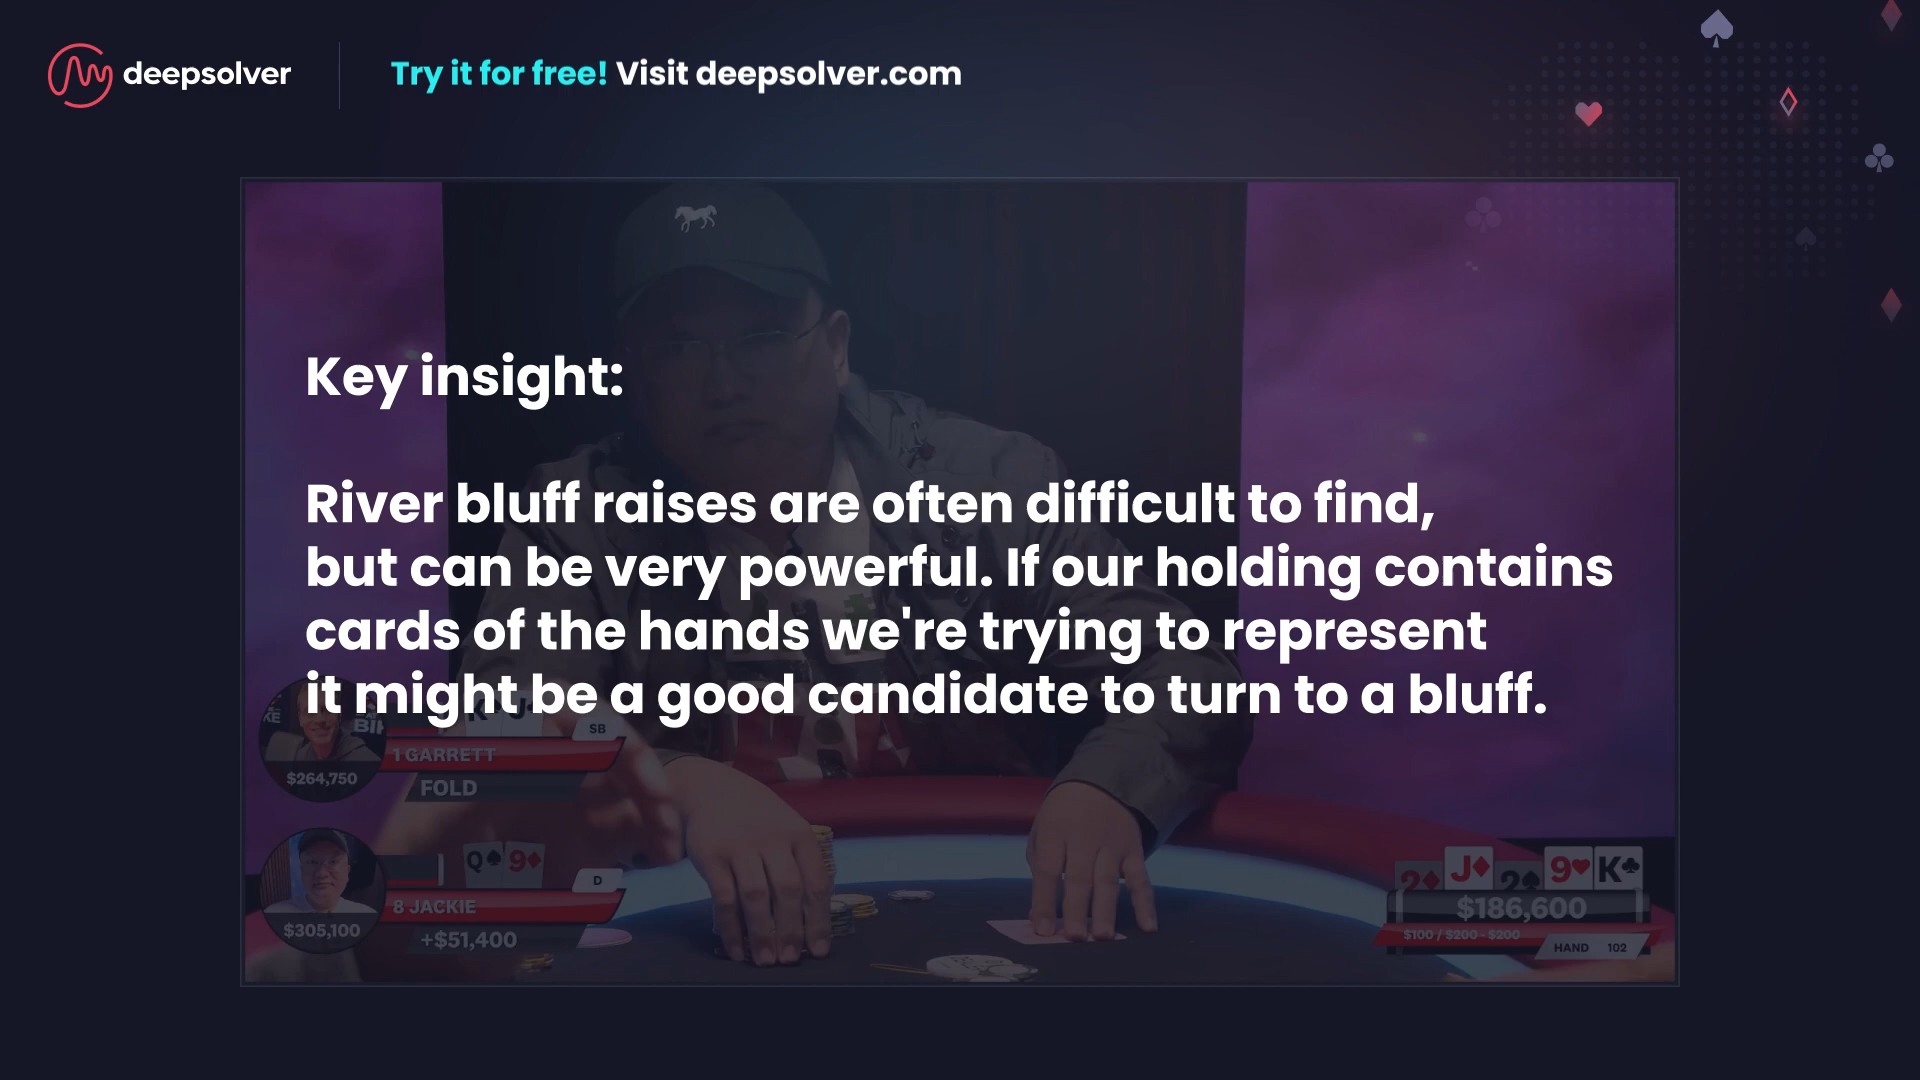 deepsolver
Try it for free! Visit deepsolver.com
Key insight:
River bluff raises are often difficult to find,
but can be very powerful. If our holding contains
cards of the hands we're trying to represent
it might be a good candidate to turn to a bluff.
K J
SB
1 GARRETT
$264,750
FOLD
Q♠ 9♦
D
8 JACKIE
$305,100
+$51,400
2♦ J♦ 2♠ 9♥ K♣
$186,600
$100 / $200 - $200
HAND 102